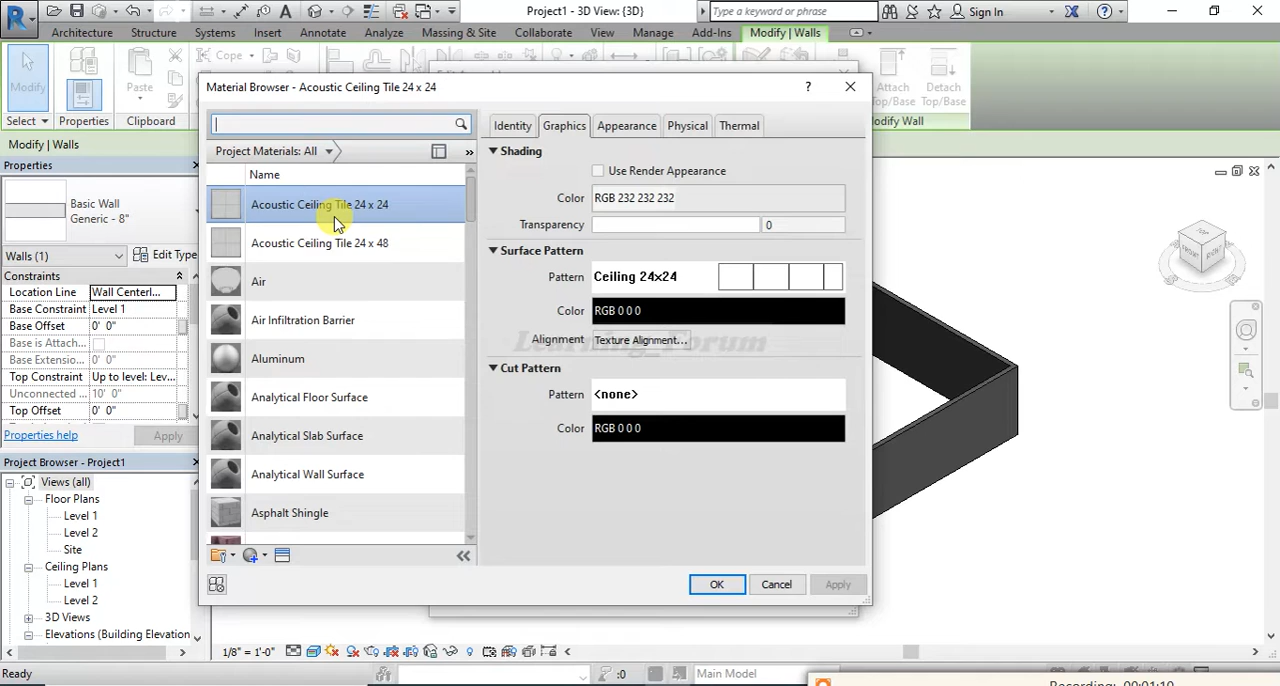 Project1 - 3D View: {3D}
Type a keyword or phrase
Sign In
Architecture Structure Systems Insert Annotate Analyze Massing & Site Collaborate View Manage Add-Ins Modify | Walls
Modify
Cope
Paste
Attach Detach
Top/Base Top/Base
Select Properties Clipboard
Modify | Walls
Material Browser - Acoustic Ceiling Tile 24 x 24
Properties
Basic Wall
Generic - 8"
Walls (1) Edit Type
Constraints
Location Line Wall Centerl...
Base Constraint Level 1
Base Offset 0' 0"
Base is Attach...
Base Extensio... 0' 0"
Top Constraint Up to level: Lev...
Unconnected ... 10' 0"
Top Offset 0' 0"
Properties help Apply
Project Browser - Project1
Views (all)
Floor Plans
Level 1
Level 2
Site
Ceiling Plans
Level 1
Level 2
3D Views
Elevations (Building Elevation
Project Materials: All
Name
Acoustic Ceiling Tile 24 x 24
Acoustic Ceiling Tile 24 x 48
Air
Air Infiltration Barrier
Aluminum
Analytical Floor Surface
Analytical Slab Surface
Analytical Wall Surface
Asphalt Shingle
Identity Graphics Appearance Physical Thermal
Shading
Use Render Appearance
Color RGB 232 232 232
Transparency 0
Surface Pattern
Pattern Ceiling 24x24
Color RGB 0 0 0
Alignment Texture Alignment...
Learning_Forum
Cut Pattern
Pattern <none>
Color RGB 0 0 0
OK Cancel Apply
FRONT RIGHT
1/8" = 1'-0"
Ready
:0
Main Model
Recording: 00:01:10